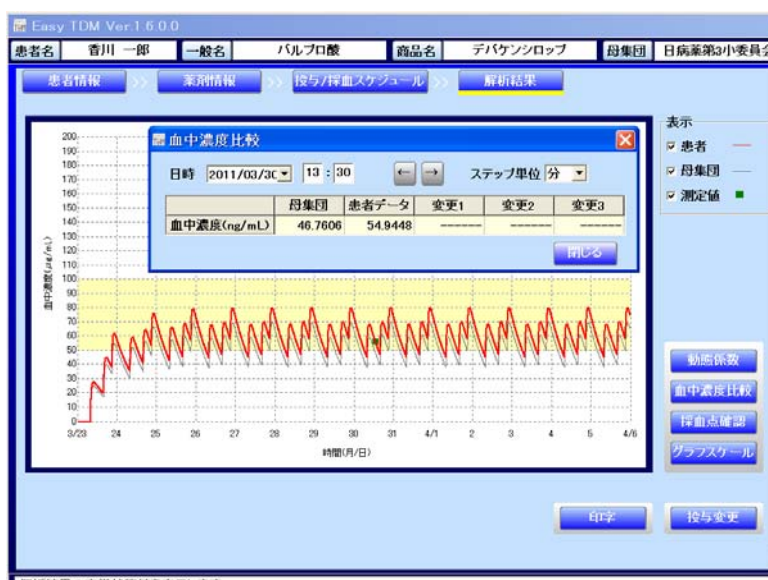 Easy TDM Ver.1.6.0.0
患者名 香川 一郎 一般名 バルプロ酸 商品名 デパケンシロップ 母集団 日病薬第3小委員会
患者情報 >> 薬剤情報 >> 投与/採血スケジュール >> 解析結果
血中濃度比較
日時 2011/03/30 13 : 30 ← → ステップ単位 分
母集団 患者データ 変更1 変更2 変更3
血中濃度(ng/mL) 46.7606 54.9448 ------ ------ ------
閉じる
表示
患者
母集団
測定値
血中濃度(μg/mL)
200
190
180
170
160
150
140
130
120
110
100
90
80
70
60
50
40
30
20
10
0
3/23 24 25 26 27 28 29 30 31 4/1 2 3 4 5 4/6
時間(月/日)
動態係数
血中濃度比較
採血点確認
グラフスケール
印字
投与変更